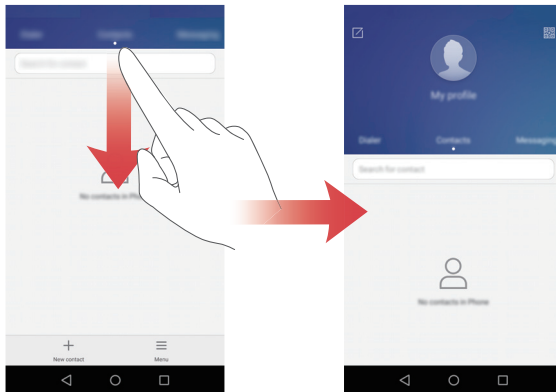 Dialer Contacts Messaging
Search for contact
No contacts in Pho
New contact Menu
My profile
Dialer Contacts Messaging
Search for contact
No contacts in Phone